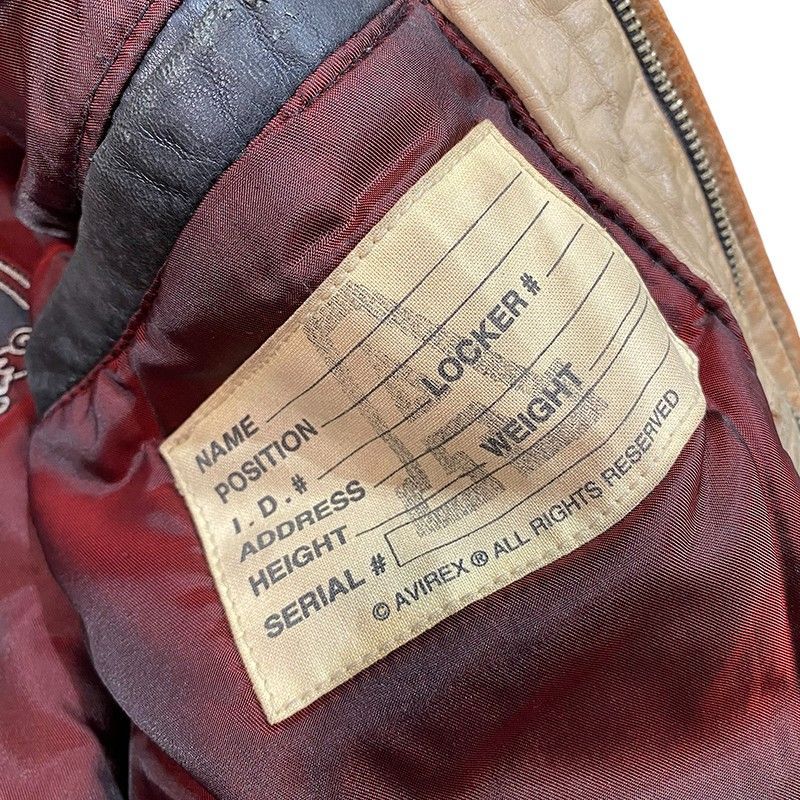 NAME
POSITION LOCKER #
I.D.#
ADDRESS
HEIGHT WEIGHT
SERIAL #
© AVIREX ® ALL RIGHTS RESERVED